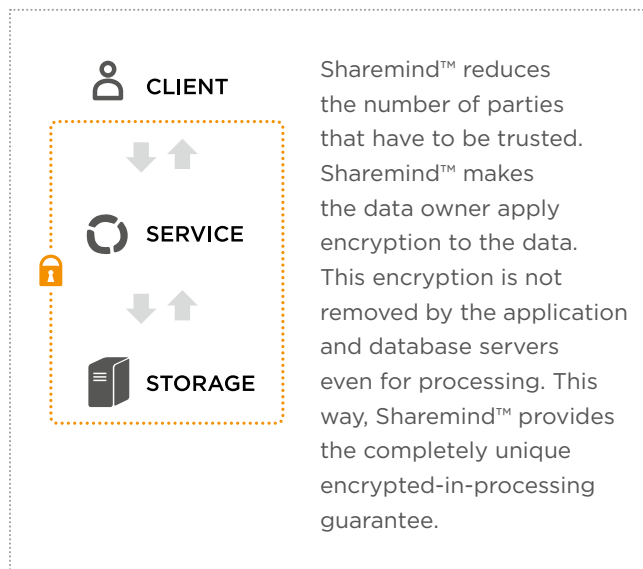 CLIENT
SERVICE
STORAGE
Sharemind™ reduces
the number of parties
that have to be trusted.
Sharemind™ makes
the data owner apply
encryption to the data.
This encryption is not
removed by the application
and database servers
even for processing. This
way, Sharemind™ provides
the completely unique
encrypted-in-processing
guarantee.